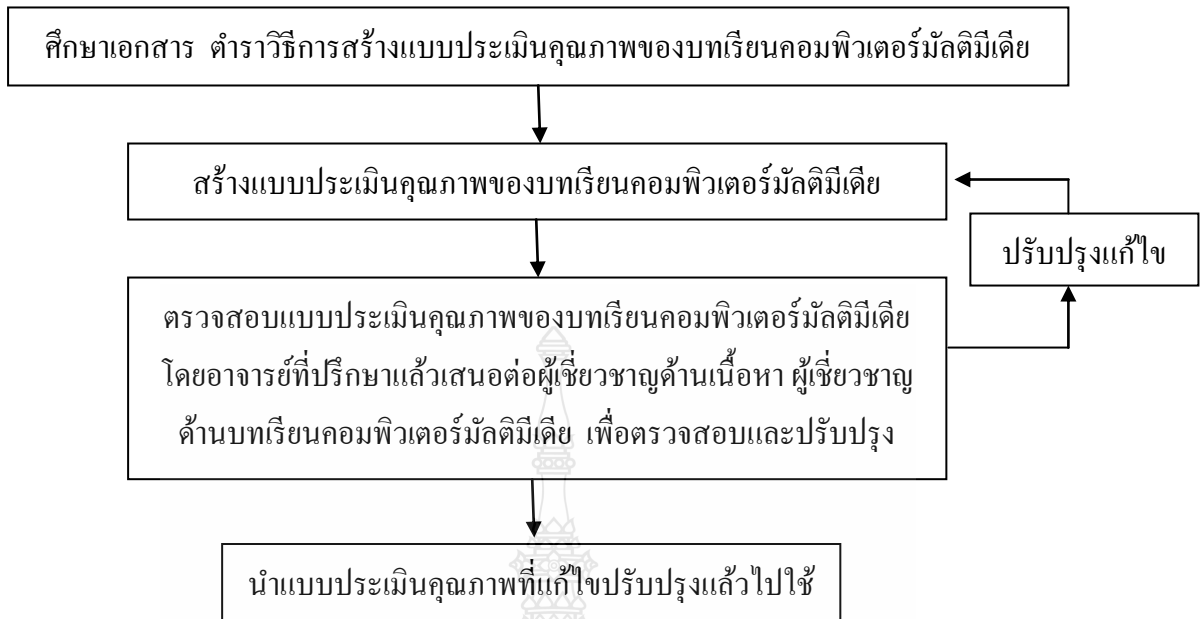 ศึกษาเอกสาร ตำราวิธีการสร้างแบบประเมินคุณภาพของบทเรียนคอมพิวเตอร์มัลติมีเดีย
สร้างแบบประเมินคุณภาพของบทเรียนคอมพิวเตอร์มัลติมีเดีย
ปรับปรุงแก้ไข
ตรวจสอบแบบประเมินคุณภาพของบทเรียนคอมพิวเตอร์มัลติมีเดีย
โดยอาจารย์ที่ปรึกษาแล้วเสนอต่อผู้เชี่ยวชาญด้านเนื้อหา ผู้เชี่ยวชาญ
ด้านบทเรียนคอมพิวเตอร์มัลติมีเดีย เพื่อตรวจสอบและปรับปรุง
นำแบบประเมินคุณภาพที่แก้ไขปรับปรุงแล้วไปใช้